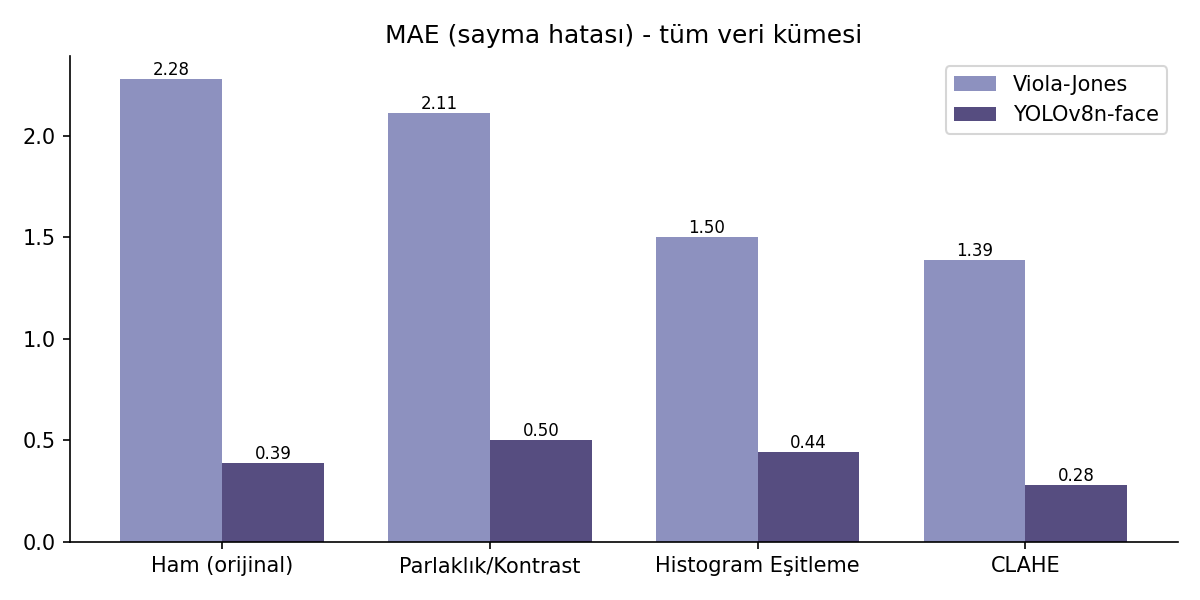 MAE (sayma hatası) - tüm veri kümesi
Viola-Jones
YOLOv8n-face
2.28
2.11
1.50
1.39
0.39
0.50
0.44
0.28
2.0
1.5
1.0
0.5
0.0
Ham (orijinal)
Parlaklık/Kontrast
Histogram Eşitleme
CLAHE